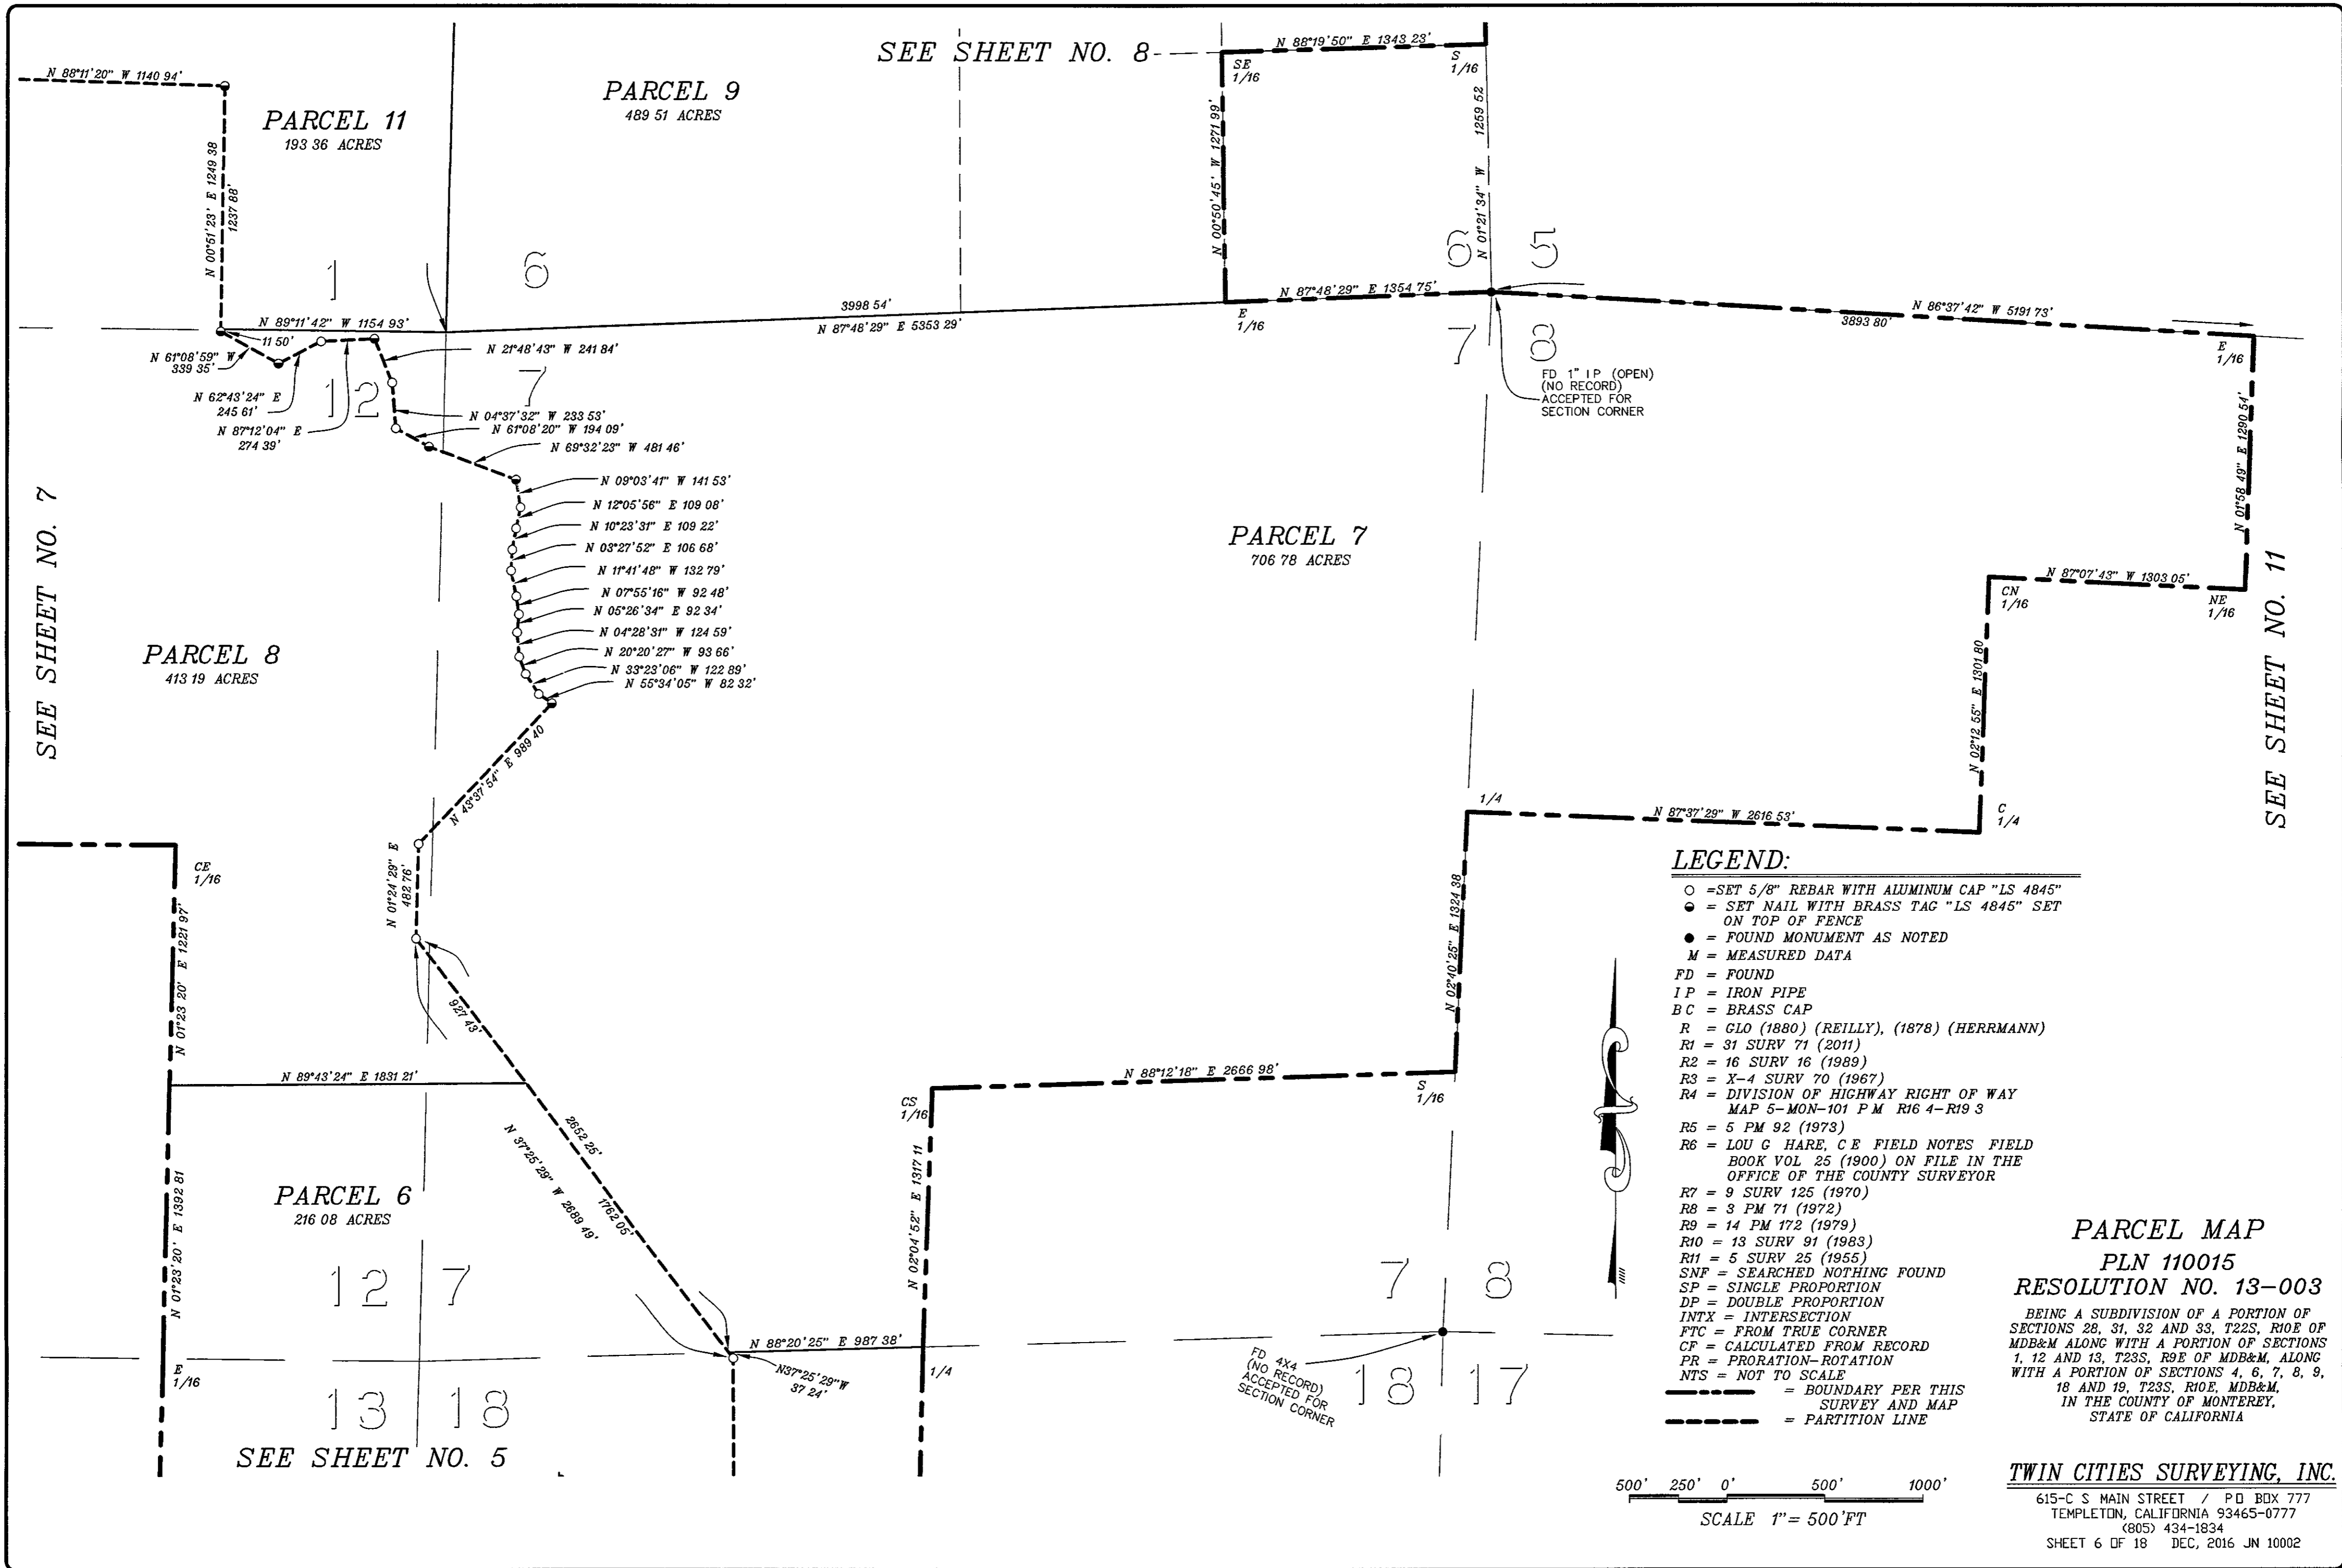 SEE SHEET NO. 8
N 88°11'20" W 1140 94'
PARCEL 11
193 36 ACRES
PARCEL 9
489 51 ACRES
N 88°19'50" E 1343 23'
SE
1/16
S
1/16
N 00°51'23' E 1249 38
1237 88'
N 00°50'45' W 1271 99'
N 01°21'34" W 1259 52
1
6
6
5
N 89°11'42" W 1154 93'
11 50'
3998 54'
N 87°48'29" E 5353 29'
N 87°48'29" E 1354 75'
E
1/16
7
8
N 86°37'42" W 5191 73'
3893 80'
E
1/16
FD 1" I P (OPEN)
(NO RECORD)
ACCEPTED FOR
SECTION CORNER
N 61°08'59" W
339 35'
N 62°43'24" E
245 61'
N 87°12'04" E
274 39'
12
7
N 21°48'43" W 241 84'
N 04°37'32" W 233 53'
N 61°08'20" W 194 09'
N 69°32'23" W 481 46'
N 09°03'41" W 141 53'
N 12°05'56" E 109 08'
N 10°23'31" E 109 22'
N 03°27'52" E 106 68'
N 11°41'48" W 132 79'
N 07°55'16" W 92 48'
N 05°26'34" E 92 34'
N 04°28'31" W 124 59'
N 20°20'27" W 93 66'
N 33°23'06" W 122 89'
N 55°34'05" W 82 32'
SEE SHEET NO. 7
PARCEL 8
413 19 ACRES
PARCEL 7
706 78 ACRES
N 01°58 49" E 1290 54'
N 87°07'43" W 1303 05'
CN
1/16
NE
1/16
SEE SHEET NO. 11
N 02°12 55" E 1301 80
N 43°37'54" E 989 40
N 01°24'29" E
482 76'
CE
1/16
N 01°23 20' E 1221 97'
1/4
N 87°37'29" W 2616 53'
C
1/4
N 02°40'25" E 1324 38
927 43'
N 89°43'24" E 1831 21'
2652 25'
N 37°25'29" W 2689 49'
1762 05'
N 88°12'18" E 2666 98'
CS
1/16
S
1/16
N 02°04'52" E 1317 11
PARCEL 6
216 08 ACRES
N 01°23'20' E 1392 81
12
7
7
8
N 88°20'25" E 987 38'
N37°25'29"W
37 24'
E
1/16
1/4
13
18
18
17
FD 4X4
(NO RECORD)
ACCEPTED FOR
SECTION CORNER
SEE SHEET NO. 5
LEGEND:
=SET 5/8" REBAR WITH ALUMINUM CAP "LS 4845"
= SET NAIL WITH BRASS TAG "LS 4845" SET
ON TOP OF FENCE
= FOUND MONUMENT AS NOTED
M = MEASURED DATA
FD = FOUND
I P = IRON PIPE
B C = BRASS CAP
R = GLO (1880) (REILLY), (1878) (HERRMANN)
R1 = 31 SURV 71 (2011)
R2 = 16 SURV 16 (1989)
R3 = X-4 SURV 70 (1967)
R4 = DIVISION OF HIGHWAY RIGHT OF WAY
MAP 5-MON-101 P M R16 4-R19 3
R5 = 5 PM 92 (1973)
R6 = LOU G HARE, C E FIELD NOTES FIELD
BOOK VOL 25 (1900) ON FILE IN THE
OFFICE OF THE COUNTY SURVEYOR
R7 = 9 SURV 125 (1970)
R8 = 3 PM 71 (1972)
R9 = 14 PM 172 (1979)
R10 = 13 SURV 91 (1983)
R11 = 5 SURV 25 (1955)
SNF = SEARCHED NOTHING FOUND
SP = SINGLE PROPORTION
DP = DOUBLE PROPORTION
INTX = INTERSECTION
FTC = FROM TRUE CORNER
CF = CALCULATED FROM RECORD
PR = PRORATION-ROTATION
NTS = NOT TO SCALE
= BOUNDARY PER THIS
SURVEY AND MAP
= PARTITION LINE
500' 250' 0' 500' 1000'
SCALE 1"= 500'FT
PARCEL MAP
PLN 110015
RESOLUTION NO. 13-003
BEING A SUBDIVISION OF A PORTION OF
SECTIONS 28, 31, 32 AND 33, T22S, R10E OF
MDB&M ALONG WITH A PORTION OF SECTIONS
1, 12 AND 13, T23S, R9E OF MDB&M, ALONG
WITH A PORTION OF SECTIONS 4, 6, 7, 8, 9,
18 AND 19, T23S, R10E, MDB&M,
IN THE COUNTY OF MONTEREY,
STATE OF CALIFORNIA
TWIN CITIES SURVEYING, INC.
615-C S MAIN STREET / P O BOX 777
TEMPLETON, CALIFORNIA 93465-0777
(805) 434-1834
SHEET 6 OF 18 DEC, 2016 JN 10002